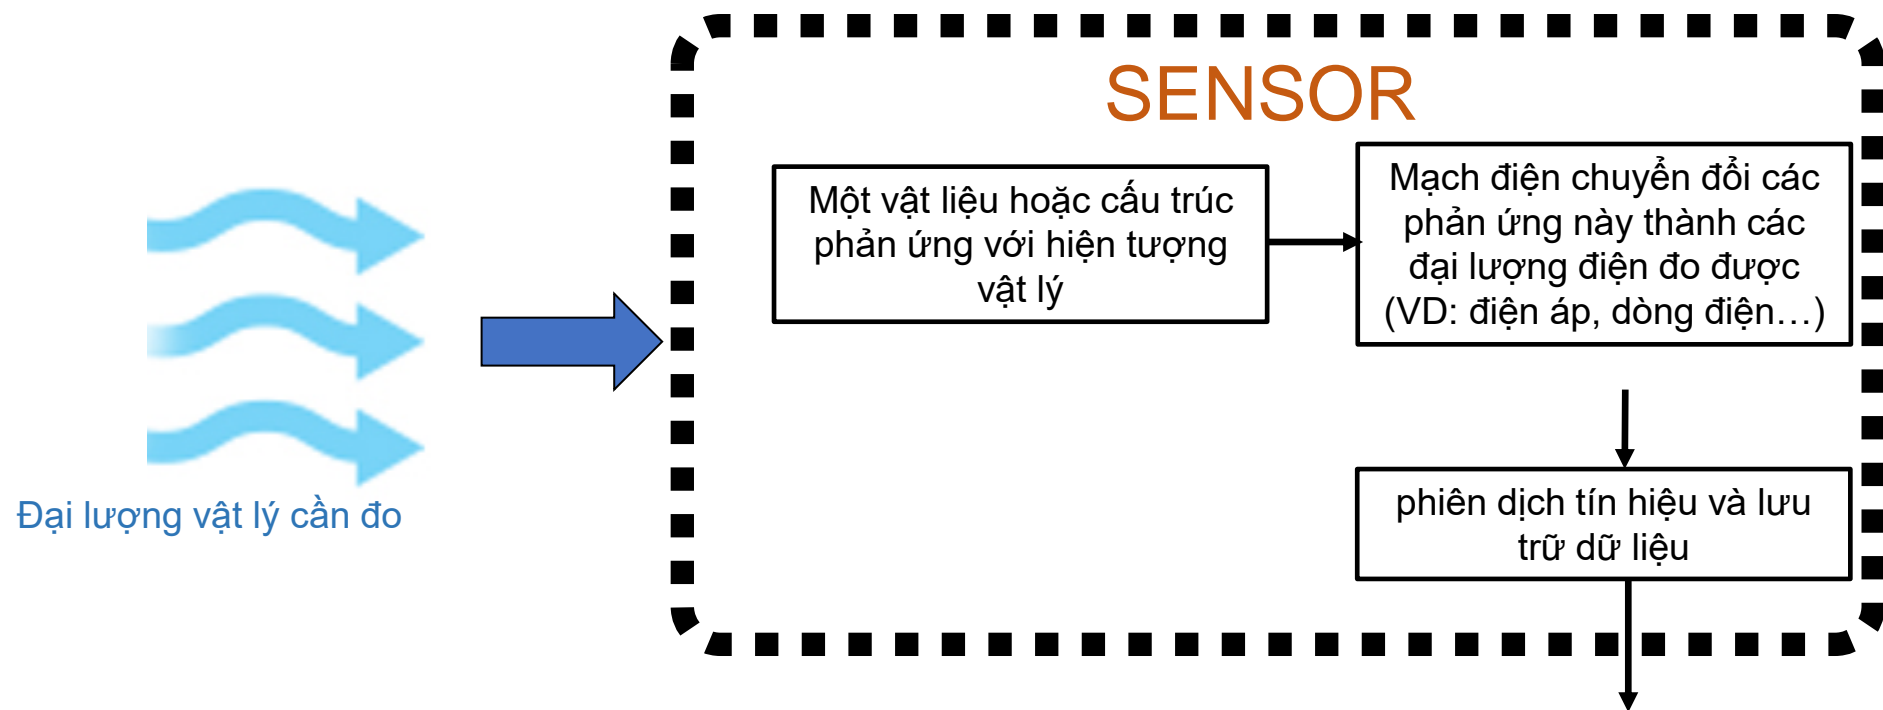 SENSOR
Một vật liệu hoặc cấu trúc
phản ứng với hiện tượng
vật lý
Mạch điện chuyển đổi các
phản ứng này thành các
đại lượng điện đo được
(VD: điện áp, dòng điện…)
Đại lượng vật lý cần đo
phiên dịch tín hiệu và lưu
trữ dữ liệu